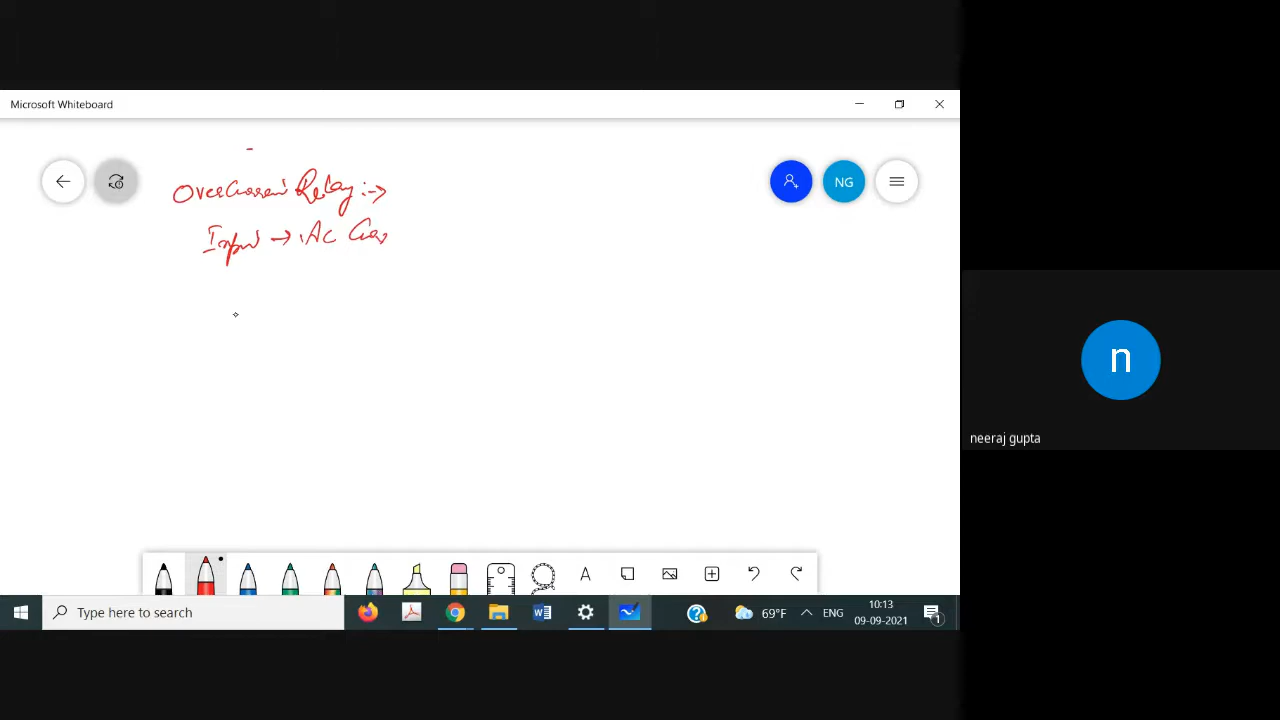 Microsoft Whiteboard
NG
OverCurrent Relay :→
Input → AC
n
neeraj gupta
A
Type here to search
69°F
ENG
10:13
09-09-2021
1